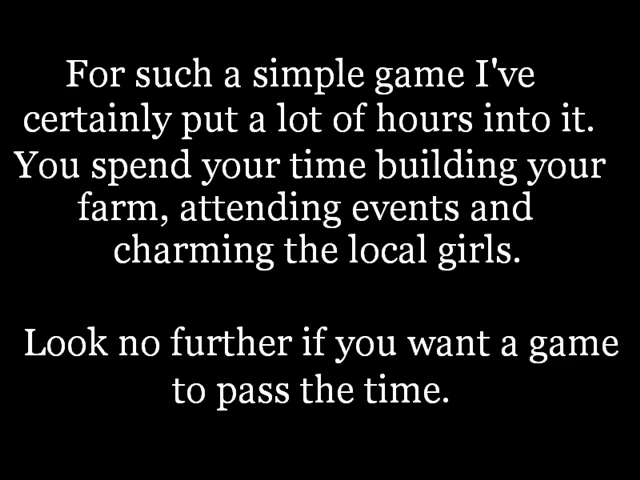 For such a simple game I've
certainly put a lot of hours into it.
You spend your time building your
farm, attending events and
charming the local girls.
Look no further if you want a game
to pass the time.